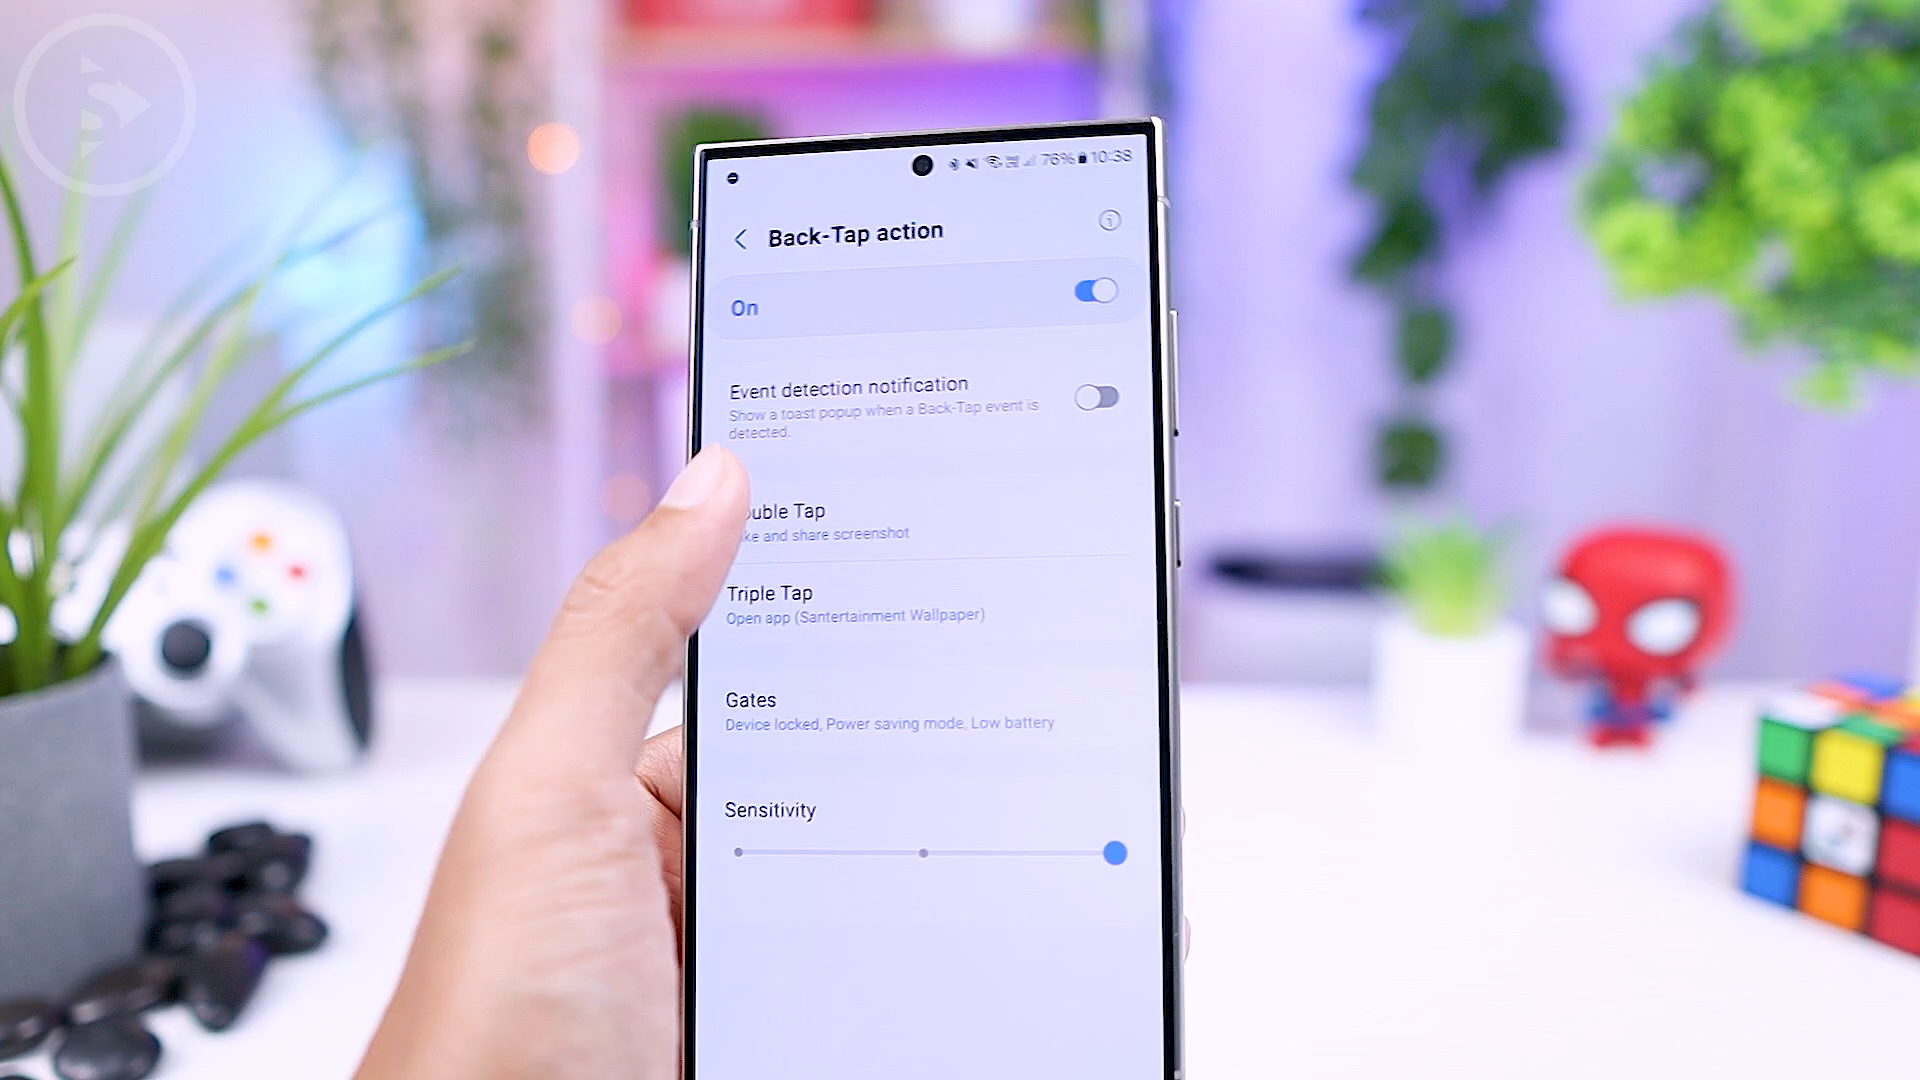 76% 10:38
Back-Tap action
On
Event detection notification
Show a toast popup when a Back-Tap event is
detected.
ouble Tap
ke and share screenshot
Triple Tap
Open app (Santertainment Wallpaper)
Gates
Device locked, Power saving mode, Low battery
Sensitivity